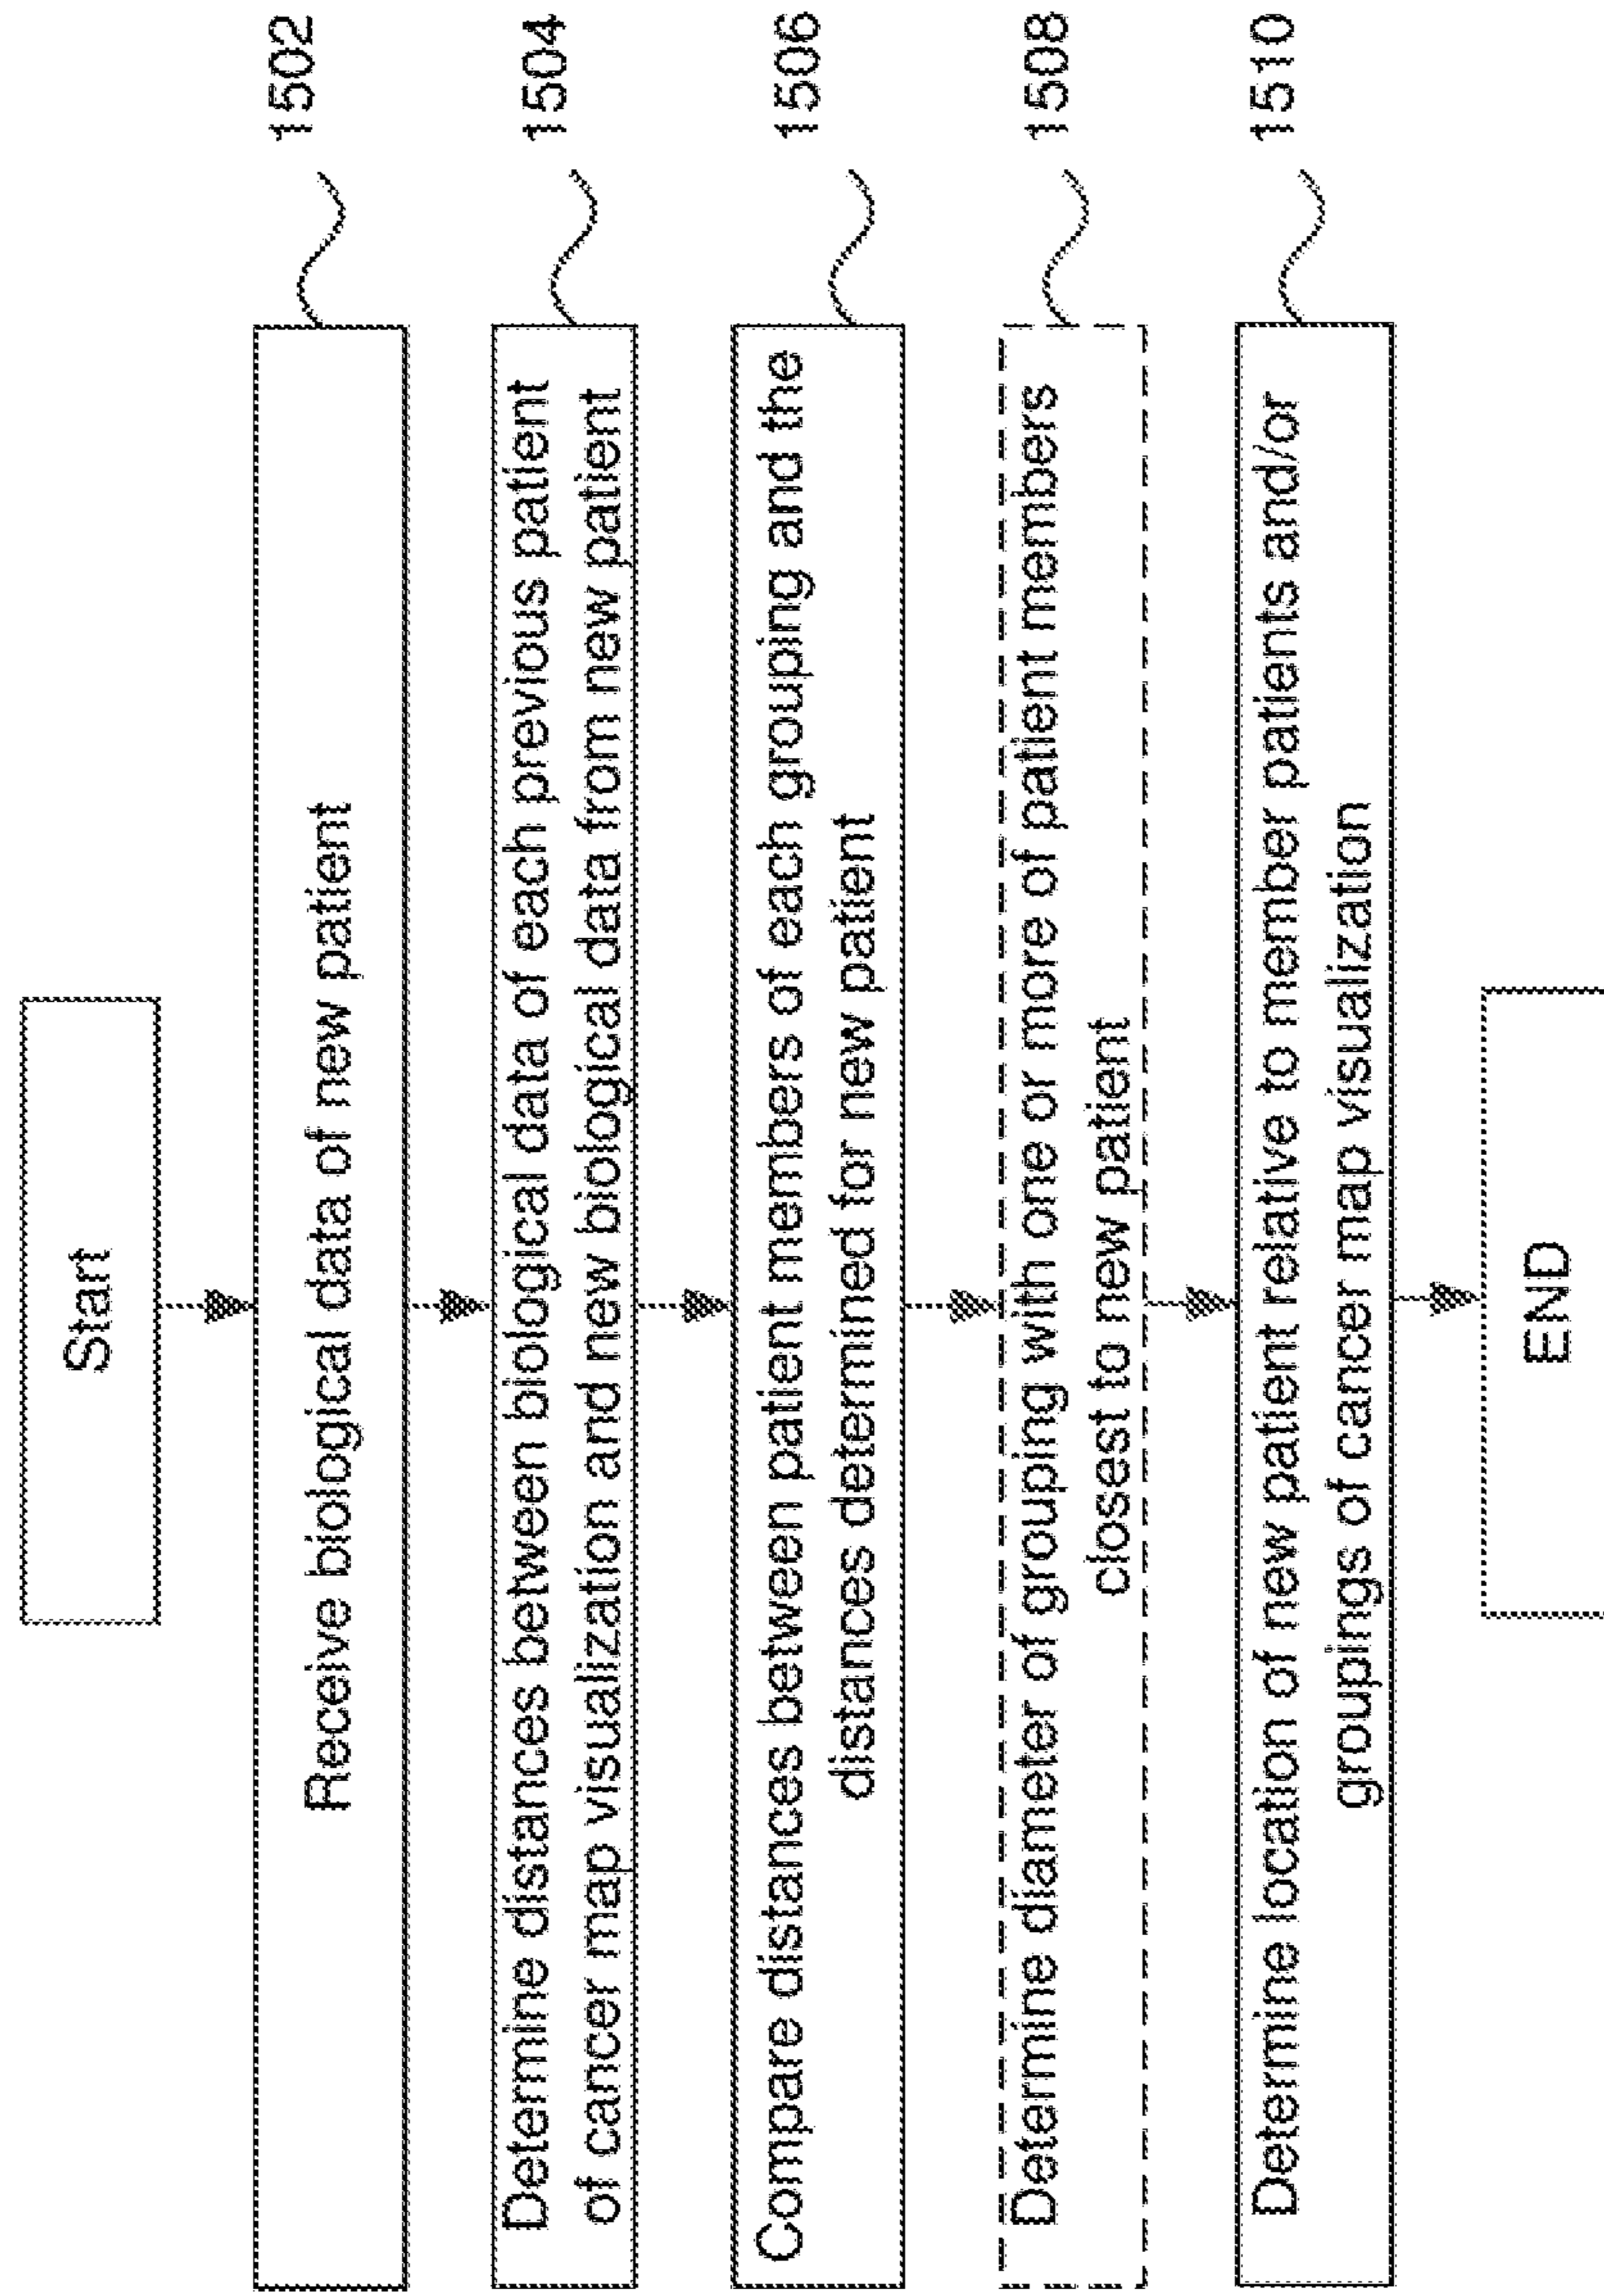 Start
Receive biological data of new patient
1502
Determine distances between biological data of each previous patient
of cancer map visualization and new biological data from new patient
1504
Compare distances between patient members of each grouping and the
distances determined for new patient
1506
Determine diameter of grouping with one or more of patient members
closest to new patient
1508
Determine location of new patient relative to member patients and/or
groupings of cancer map visualization
1510
END